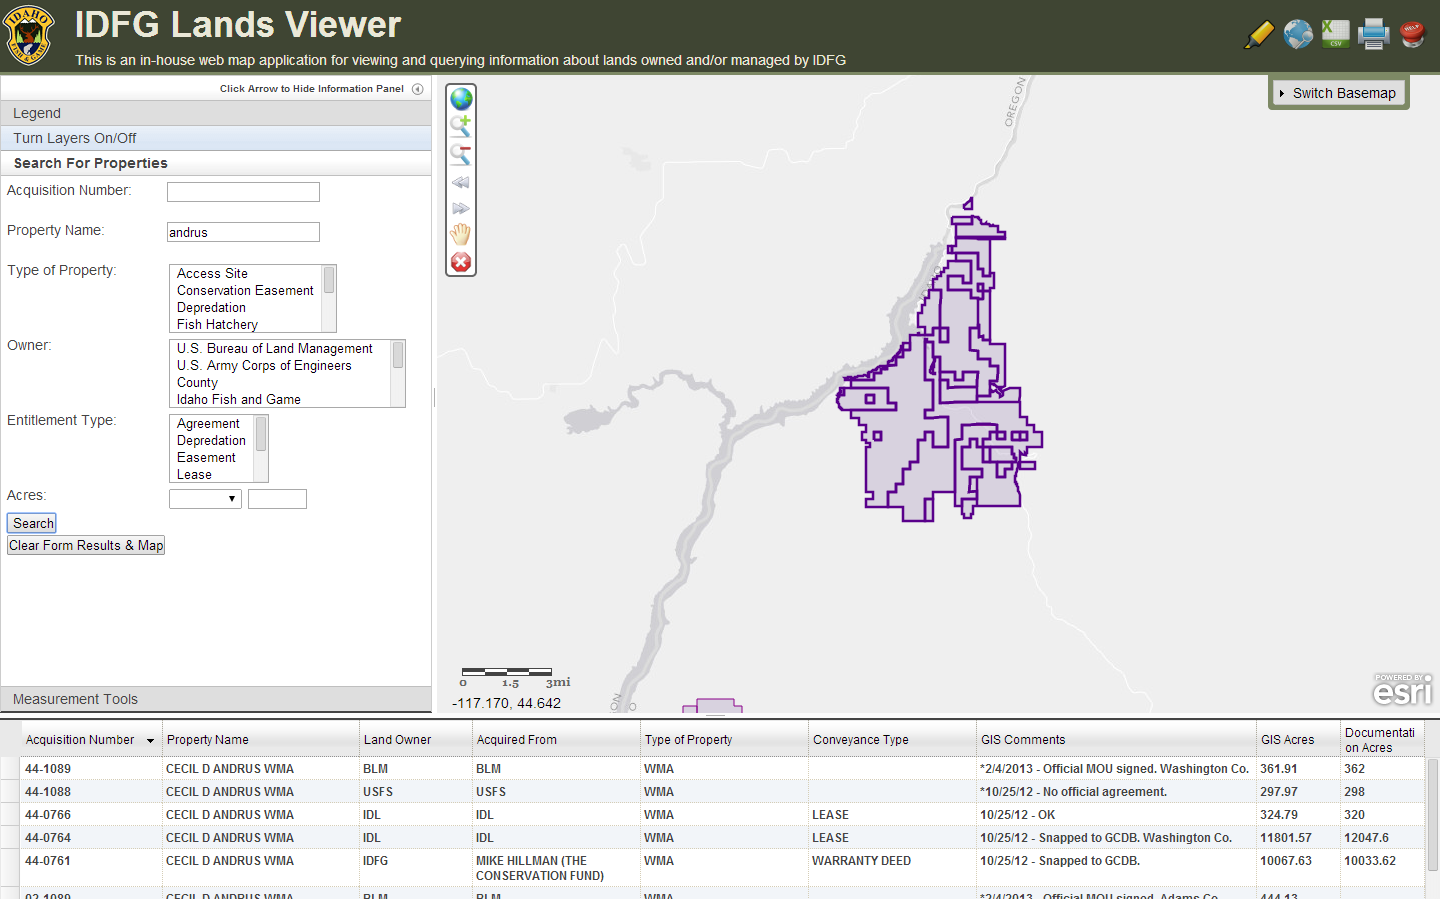 IDAHO
FISH & GAME
IDFG Lands Viewer
This is an in-house web map application for viewing and querying information about lands owned and/or managed by IDFG
CSV
HELP
Click Arrow to Hide Information Panel
Legend
Turn Layers On/Off
Search For Properties
Acquisition Number:
Property Name: andrus
Type of Property:
Access Site
Conservation Easement
Depredation
Fish Hatchery
Owner:
U.S. Bureau of Land Management
U.S. Army Corps of Engineers
County
Idaho Fish and Game
Entitlement Type:
Agreement
Depredation
Easement
Lease
Acres:
Search
Clear Form Results & Map
Measurement Tools
OREGON
Switch Basemap
0 1.5 3mi
-117.170, 44.642
POWERED BY
esri
Acquisition Number Property Name Land Owner Acquired From Type of Property Conveyance Type GIS Comments GIS Acres Documentati
on Acres
44-1089 CECIL D ANDRUS WMA BLM BLM WMA *2/4/2013 - Official MOU signed. Washington Co. 361.91 362
44-1088 CECIL D ANDRUS WMA USFS USFS WMA *10/25/12 - No official agreement. 297.97 298
44-0766 CECIL D ANDRUS WMA IDL IDL WMA LEASE 10/25/12 - OK 324.79 320
44-0764 CECIL D ANDRUS WMA IDL IDL WMA LEASE 10/25/12 - Snapped to GCDB. Washington Co. 11801.57 12047.6
44-0761 CECIL D ANDRUS WMA IDFG MIKE HILLMAN (THE WMA WARRANTY DEED 10/25/12 - Snapped to GCDB. 10067.63 10033.62
CONSERVATION FUND)
02-1089 CECIL D ANDRUS WMA BLM BLM WMA *2/4/2013 - Official MOU signed. Adams Co. 444.13